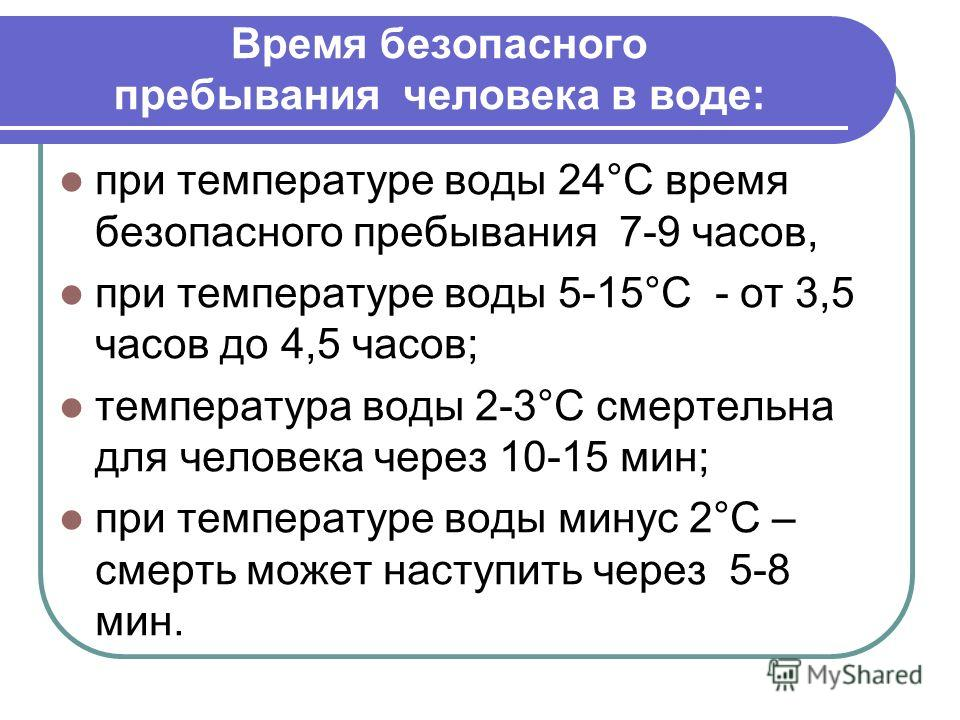 Время безопасного
пребывания человека в воде:
при температуре воды 24°С время
безопасного пребывания 7-9 часов,
при температуре воды 5-15°С - от 3,5
часов до 4,5 часов;
температура воды 2-3°С смертельна
для человека через 10-15 мин;
при температуре воды минус 2°С –
смерть может наступить через 5-8
мин.
MyShared